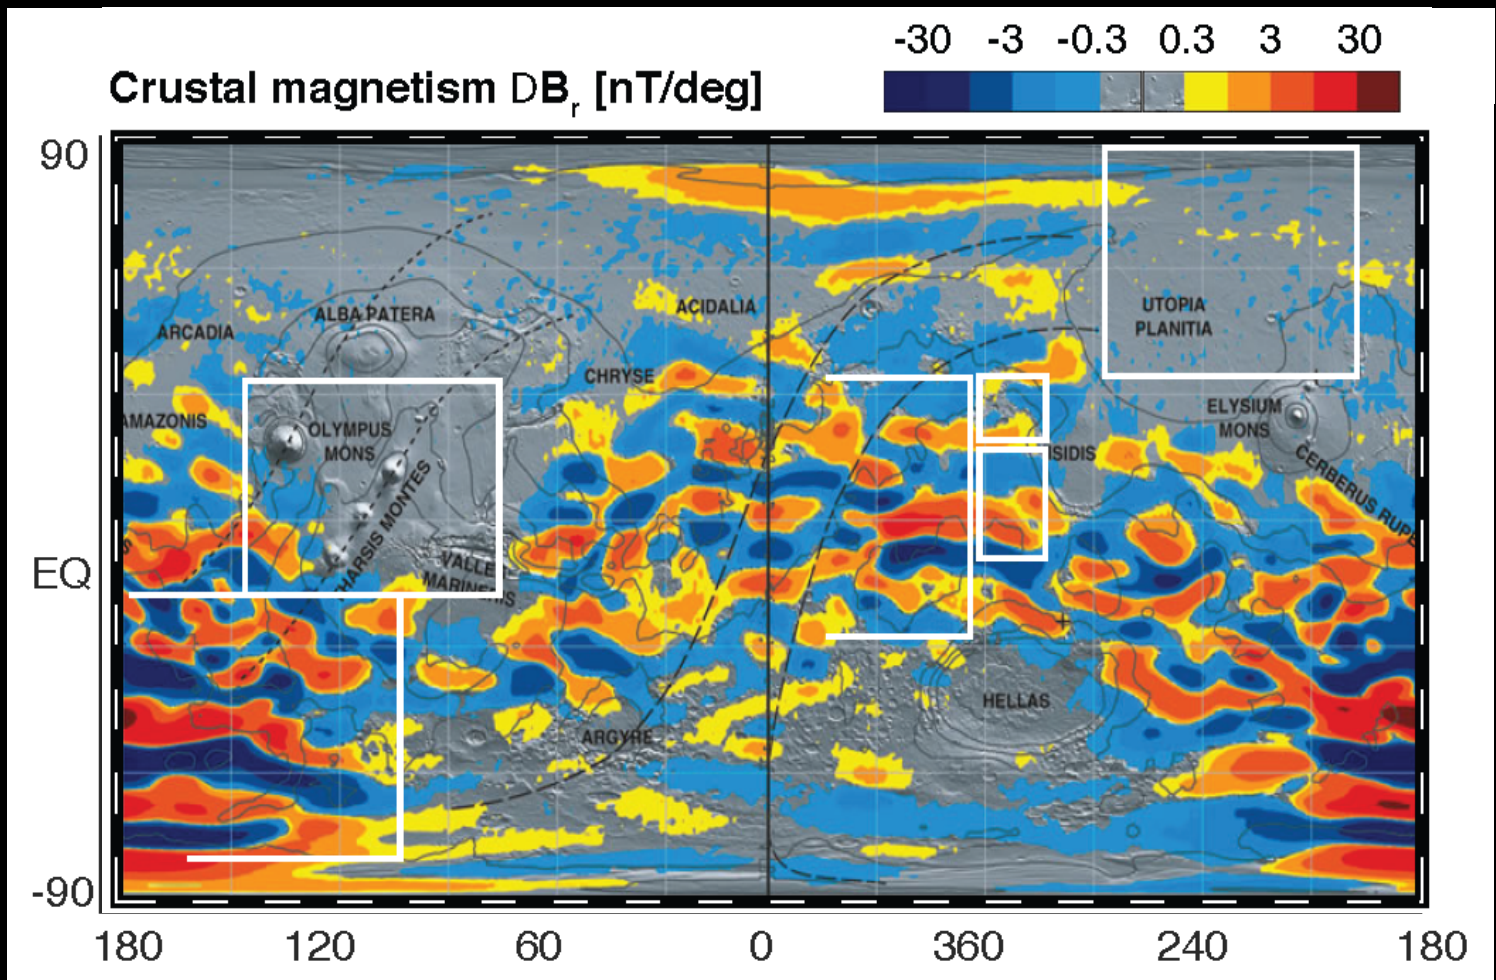 -30 -3 -0.3 0.3 3 30
Crustal magnetism DBr [nT/deg]
90
ACIDALIA
UTOPIA
PLANITIA
ALBA PATERA
ARCADIA
CHRYSE
AMAZONIS
OLYMPUS
MONS
ELYSIUM
MONS
ISIDIS
CERBERUS RUPE
THARSIS MONTES
VALLE
MARINERIS
EQ
HELLAS
ARGYRE
-90
180 120 60 0 360 240 180